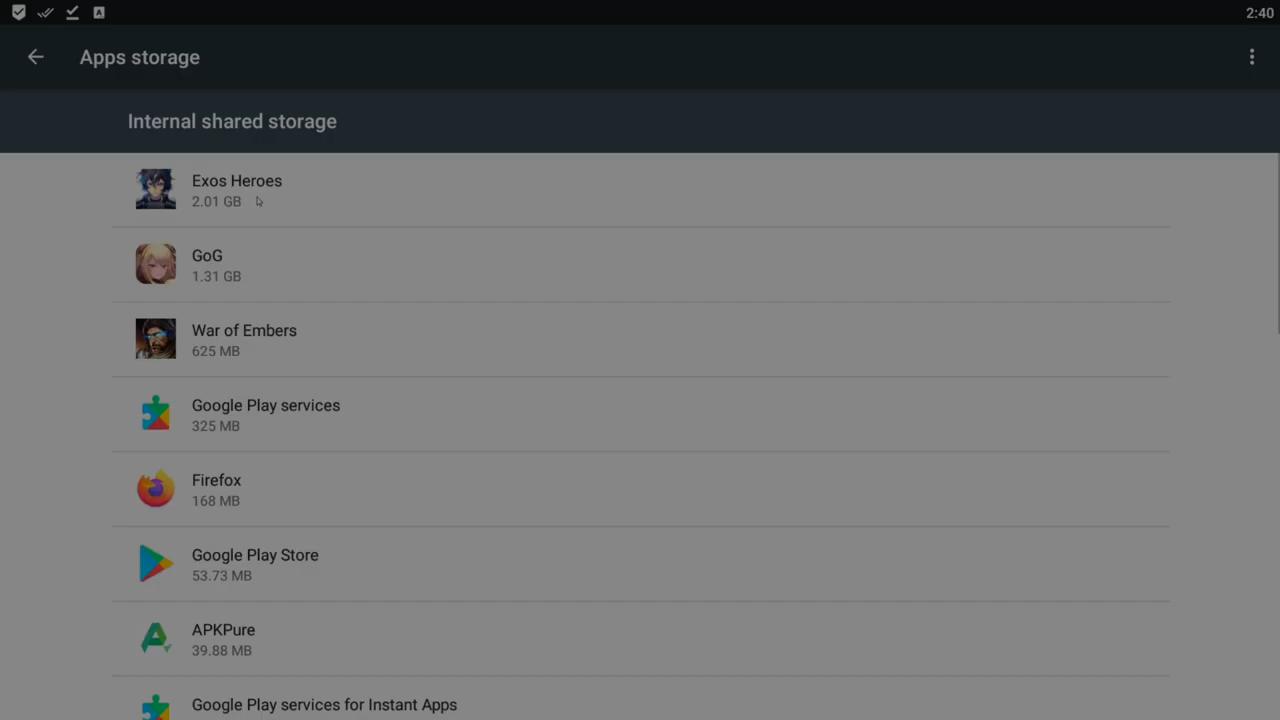 2:40
Apps storage
Internal shared storage
Exos Heroes
2.01 GB
GoG
1.31 GB
War of Embers
625 MB
Google Play services
325 MB
Firefox
168 MB
Google Play Store
53.73 MB
APKPure
39.88 MB
Google Play services for Instant Apps